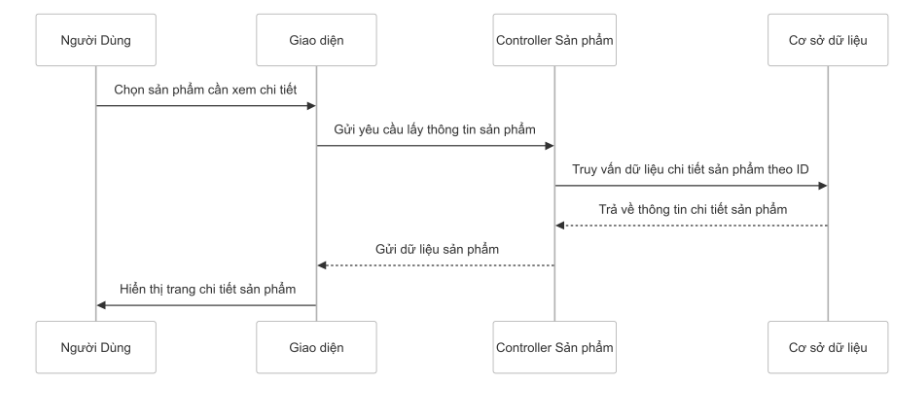 Người Dùng
Giao diện
Controller Sản phẩm
Cơ sở dữ liệu
Chọn sản phẩm cần xem chi tiết
Gửi yêu cầu lấy thông tin sản phẩm
Truy vấn dữ liệu chi tiết sản phẩm theo ID
Trả về thông tin chi tiết sản phẩm
Gửi dữ liệu sản phẩm
Hiển thị trang chi tiết sản phẩm
Người Dùng
Giao diện
Controller Sản phẩm
Cơ sở dữ liệu